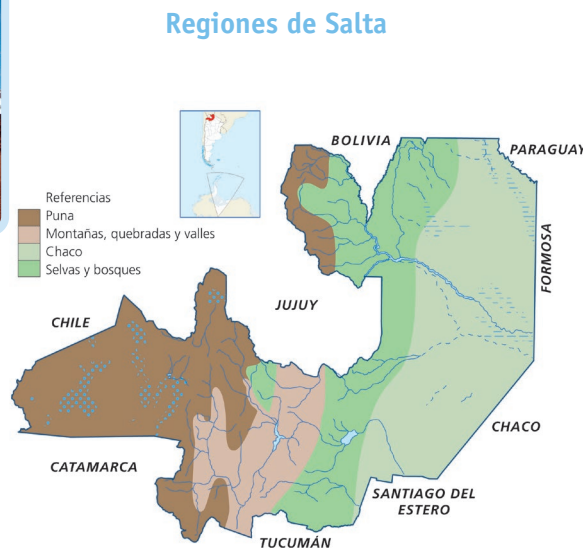 Regiones de Salta
BOLIVIA
PARAGUAY
Referencias
Puna
Montañas, quebradas y valles
Chaco
Selvas y bosques
FORMOSA
JUJUY
CHILE
CHACO
CATAMARCA
SANTIAGO DEL
ESTERO
TUCUMÁN